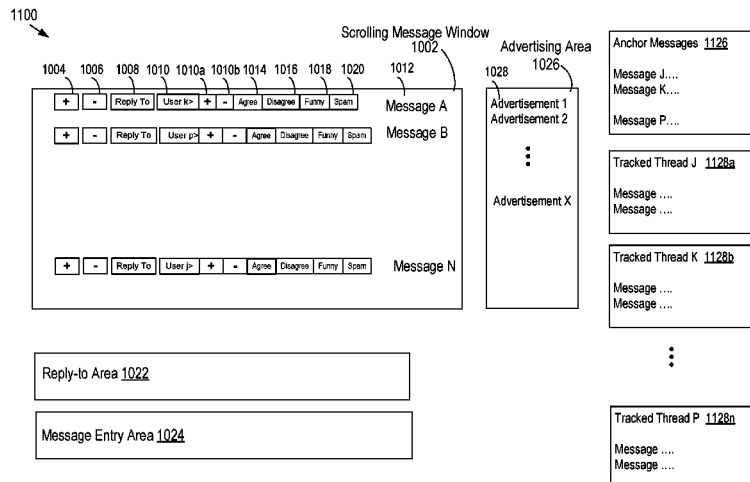 1100
Scrolling Message Window
1002
Advertising Area
1026
1004 1006 1008 1010 1010a 1010b 1014 1016 1018 1020 1012
1028
+ - Reply To User k> + - Agree Disagree Funny Spam Message A
+ - Reply To User p> + - Agree Disagree Funny Spam Message B
+ - Reply To User j> + - Agree Disagree Funny Spam Message N
Advertisement 1
Advertisement 2
Advertisement X
Anchor Messages 1126
Message J....
Message K....
Message P....
Tracked Thread J 1128a
Message ....
Message ....
Tracked Thread K 1128b
Message ....
Message ....
Tracked Thread P 1128n
Message ....
Message ....
Reply-to Area 1022
Message Entry Area 1024